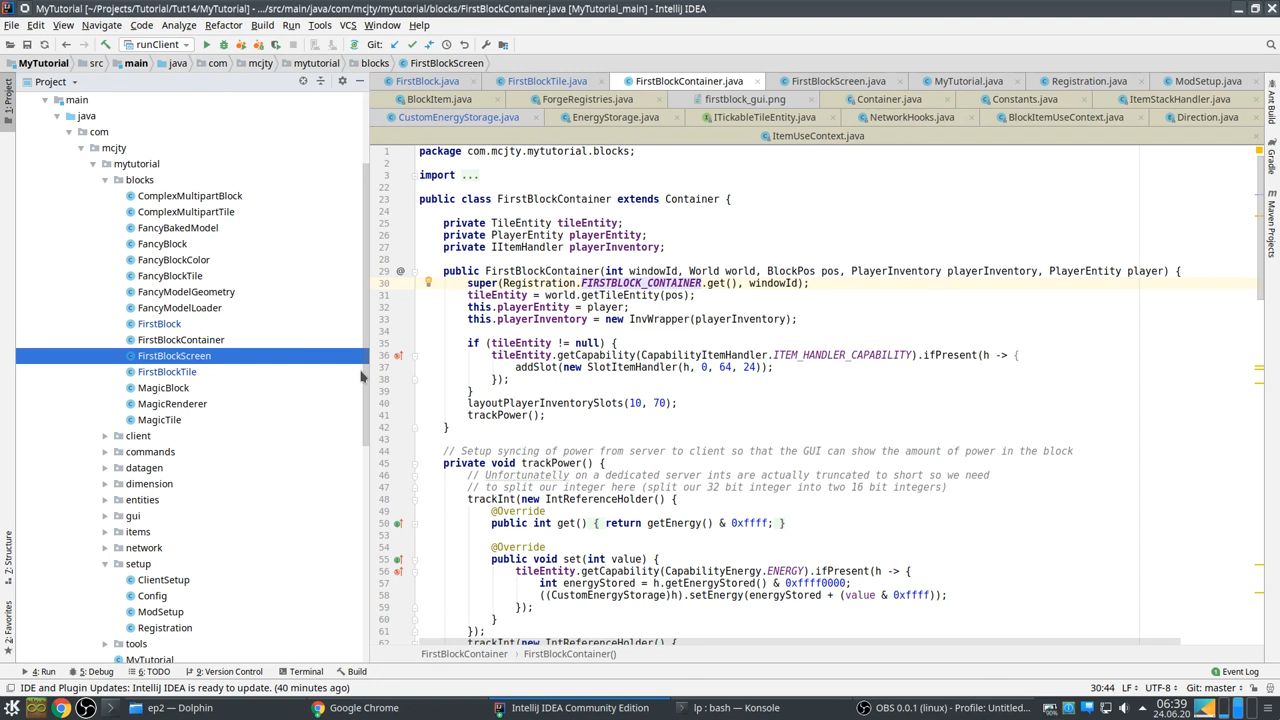 MyTutorial [~/Projects/Tutorial/Tut14/MyTutorial] - .../src/main/java/com/mcjty/mytutorial/blocks/FirstBlockContainer.java [MyTutorial_main] - IntelliJ IDEA
File Edit View Navigate Code Analyze Refactor Build Run Tools VCS Window Help
runClient Git:
MyTutorial src main java com mcjty mytutorial blocks FirstBlockContainer FirstBlockScreen
Project FirstBlock.java FirstBlockTile.java FirstBlockContainer.java FirstBlockScreen.java MyTutorial.java Registration.java ModSetup.java
BlockItem.java ForgeRegistries.java firstblock_gui.png Container.java Constants.java ItemStackHandler.java
CustomEnergyStorage.java EnergyStorage.java ITickableTileEntity.java NetworkHooks.java BlockItemUseContext.java Direction.java
ItemUseContext.java
1: Project
7: Structure
2: Favorites
main
java
com
mcjty
mytutorial
blocks
ComplexMultipartBlock
ComplexMultipartTile
FancyBakedModel
FancyBlock
FancyBlockColor
FancyBlockTile
FancyModelGeometry
FancyModelLoader
FirstBlock
FirstBlockContainer
FirstBlockScreen
FirstBlockTile
MagicBlock
MagicRenderer
MagicTile
client
commands
datagen
dimension
entities
gui
items
network
setup
ClientSetup
Config
ModSetup
Registration
tools
MyTutorial
1 package com.mcjty.mytutorial.blocks;
2
3 import ...
22
23 public class FirstBlockContainer extends Container {
24
25 private TileEntity tileEntity;
26 private PlayerEntity playerEntity;
27 private IItemHandler playerInventory;
28
29 @ public FirstBlockContainer(int windowId, World world, BlockPos pos, PlayerInventory playerInventory, PlayerEntity player) {
30 super(Registration.FIRSTBLOCK_CONTAINER.get(), windowId);
31 tileEntity = world.getTileEntity(pos);
32 this.playerEntity = player;
33 this.playerInventory = new InvWrapper(playerInventory);
34
35 if (tileEntity != null) {
36 tileEntity.getCapability(CapabilityItemHandler.ITEM_HANDLER_CAPABILITY).ifPresent(h -> {
37 addSlot(new SlotItemHandler(h, 0, 64, 24));
38 });
39 }
40 layoutPlayerInventorySlots(10, 70);
41 trackPower();
42 }
43
44 // Setup syncing of power from server to client so that the GUI can show the amount of power in the block
45 private void trackPower() {
46 // Unfortunatelly on a dedicated server ints are actually truncated to short so we need
47 // to split our integer here (split our 32 bit integer into two 16 bit integers)
48 trackInt(new IntReferenceHolder() {
49 @Override
50 public int get() { return getEnergy() & 0xffff; }
53
54 @Override
55 public void set(int value) {
56 tileEntity.getCapability(CapabilityEnergy.ENERGY).ifPresent(h -> {
57 int energyStored = h.getEnergyStored() & 0xffff0000;
58 ((CustomEnergyStorage)h).setEnergy(energyStored + (value & 0xffff));
59 });
60 }
61 });
62 trackInt(new IntReferenceHolder() {
FirstBlockContainer FirstBlockContainer()
Ant Build
Gradle
Maven Projects
4: Run 5: Debug 6: TODO 9: Version Control Terminal Build Event Log
IDE and Plugin Updates: IntelliJ IDEA is ready to update. (40 minutes ago) 30:44 LF UTF-8 Git: master
ep2 — Dolphin Google Chrome IntelliJ IDEA Community Edition lp : bash — Konsole OBS 0.0.1 (linux) - Profile: Untitled... 90% 06:39
24.06.20